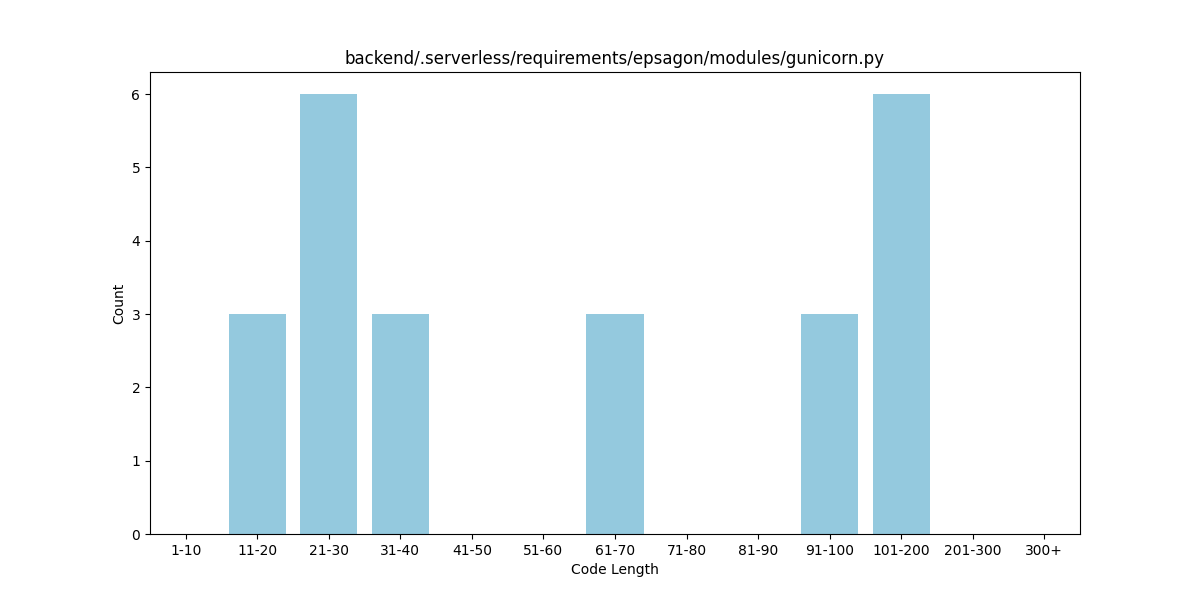 backend/.serverless/requirements/epsagon/modules/gunicorn.py
6
5
4
3
2
1
0
Count
1-10 11-20 21-30 31-40 41-50 51-60 61-70 71-80 81-90 91-100 101-200 201-300 300+
Code Length